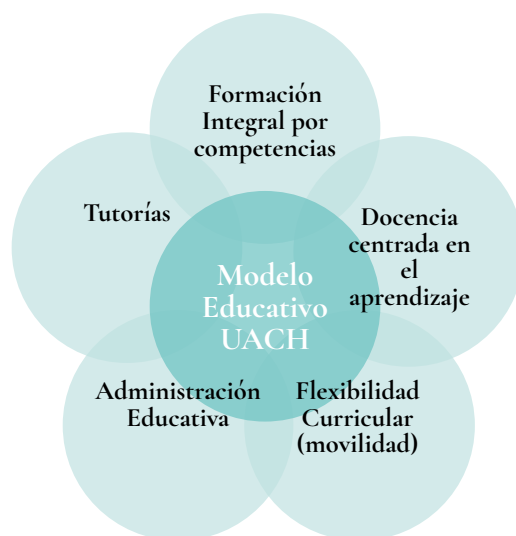 Formación
Integral por
competencias
Tutorías
Docencia
centrada en
el
aprendizaje
Modelo
Educativo
UACH
Administración
Educativa
Flexibilidad
Curricular
(movilidad)